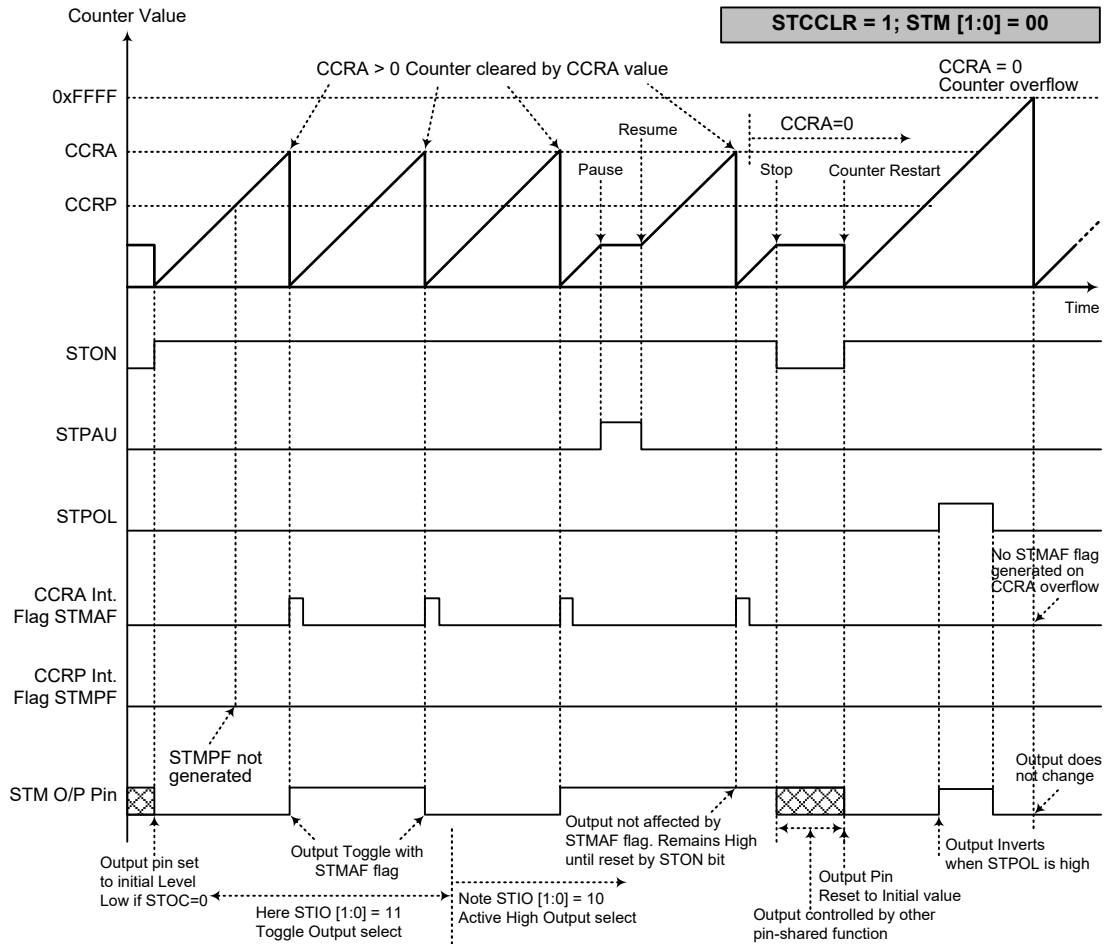 Counter Value
STCCLR = 1; STM [1:0] = 00
CCRA > 0 Counter cleared by CCRA value
CCRA = 0
Counter overflow
0xFFFF
Resume
CCRA=0
CCRA
Pause
Stop
Counter Restart
CCRP
Time
STON
STPAU
STPOL
No STMAF flag
generated on
CCRA overflow
CCRA Int.
Flag STMAF
CCRP Int.
Flag STMPF
STMPF not
generated
Output does
not change
STM O/P Pin
Output pin set
to initial Level
Low if STOC=0
Output Toggle with
STMAF flag
Output not affected by
STMAF flag. Remains High
until reset by STON bit
Output Inverts
when STPOL is high
Here STIO [1:0] = 11
Toggle Output select
Note STIO [1:0] = 10
Active High Output select
Output Pin
Reset to Initial value
Output controlled by other
pin-shared function